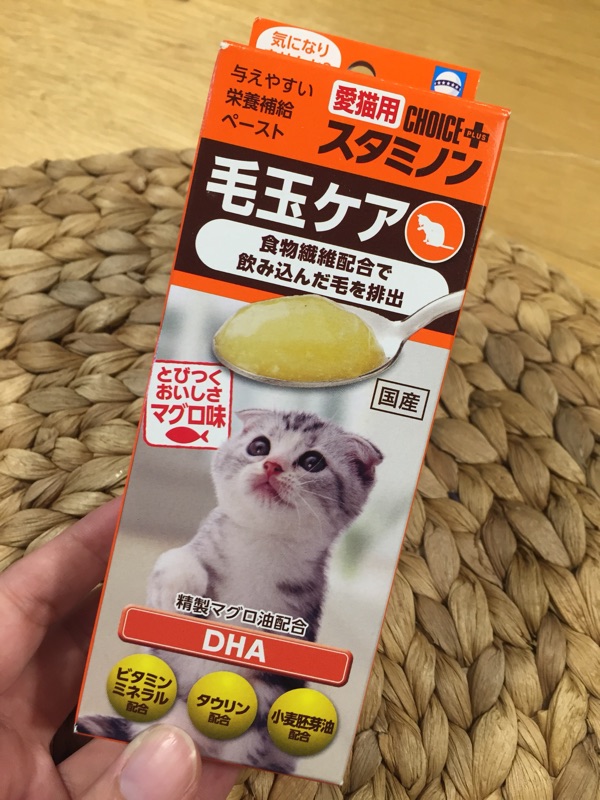 気になり
与えやすい
栄養補給
ペースト
愛猫用
CHOICE PLUS
スタミノン
毛玉ケア
食物繊維配合で
飲み込んだ毛を排出
とびつく
おいしさ
マグロ味
国産
精製マグロ油配合
DHA
ビタミン
ミネラル
配合
タウリン
配合
小麦胚芽油
配合